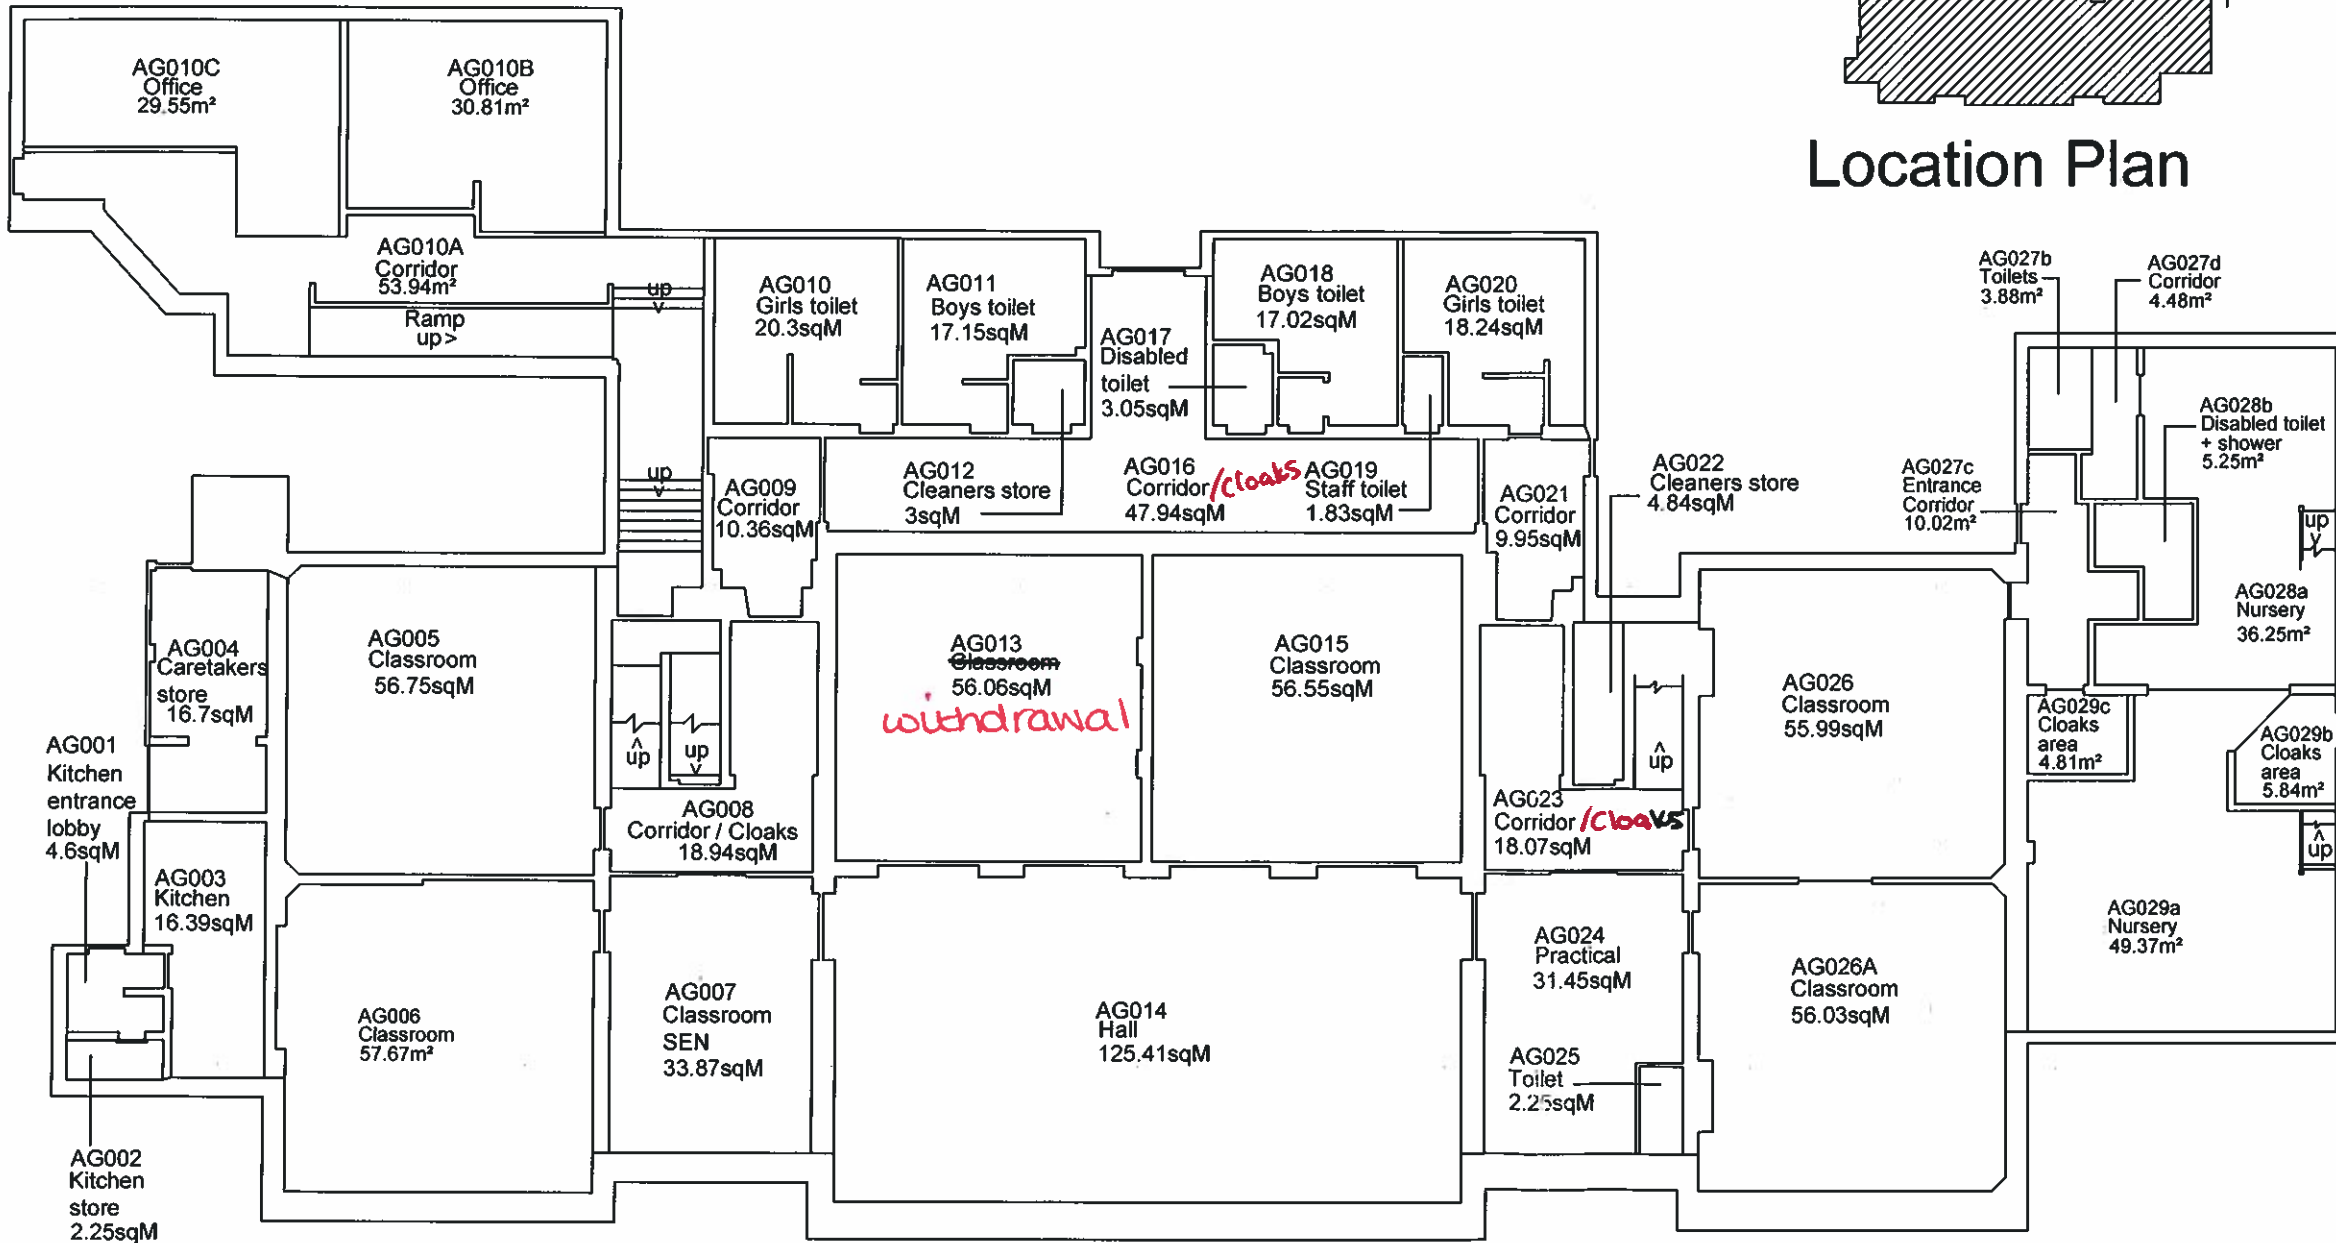 Location Plan
AG010C
Office
29.55m²
AG010B
Office
30.81m²
AG010A
Corridor
53.94m²
up
Ramp
up>
AG010
Girls toilet
20.3sqM
AG011
Boys toilet
17.15sqM
AG017
Disabled
toilet
3.05sqM
AG018
Boys toilet
17.02sqM
AG020
Girls toilet
18.24sqM
AG027b
Toilets
3.88m²
AG027d
Corridor
4.48m²
AG028b
Disabled toilet
+ shower
5.25m²
up
AG009
Corridor
10.36sqM
AG012
Cleaners store
3sqM
AG016
Corridor /Cloaks
47.94sqM
AG019
Staff toilet
1.83sqM
AG021
Corridor
9.95sqM
AG022
Cleaners store
4.84sqM
AG027c
Entrance
Corridor
10.02m²
up
AG028a
Nursery
36.25m²
AG004
Caretakers
store
16.7sqM
AG005
Classroom
56.75sqM
AG013
Classroom
56.06sqM
withdrawal
AG015
Classroom
56.55sqM
AG026
Classroom
55.99sqM
AG029c
Cloaks
area
4.81m²
AG029b
Cloaks
area
5.84m²
up
up
up
up
AG001
Kitchen
entrance
lobby
4.6sqM
AG008
Corridor / Cloaks
18.94sqM
AG023
Corridor /Cloaks
18.07sqM
AG003
Kitchen
16.39sqM
AG006
Classroom
57.67m²
AG007
Classroom
SEN
33.87sqM
AG014
Hall
125.41sqM
AG024
Practical
31.45sqM
AG025
Toilet
2.25sqM
AG026A
Classroom
56.03sqM
AG029a
Nursery
49.37m²
AG002
Kitchen
store
2.25sqM